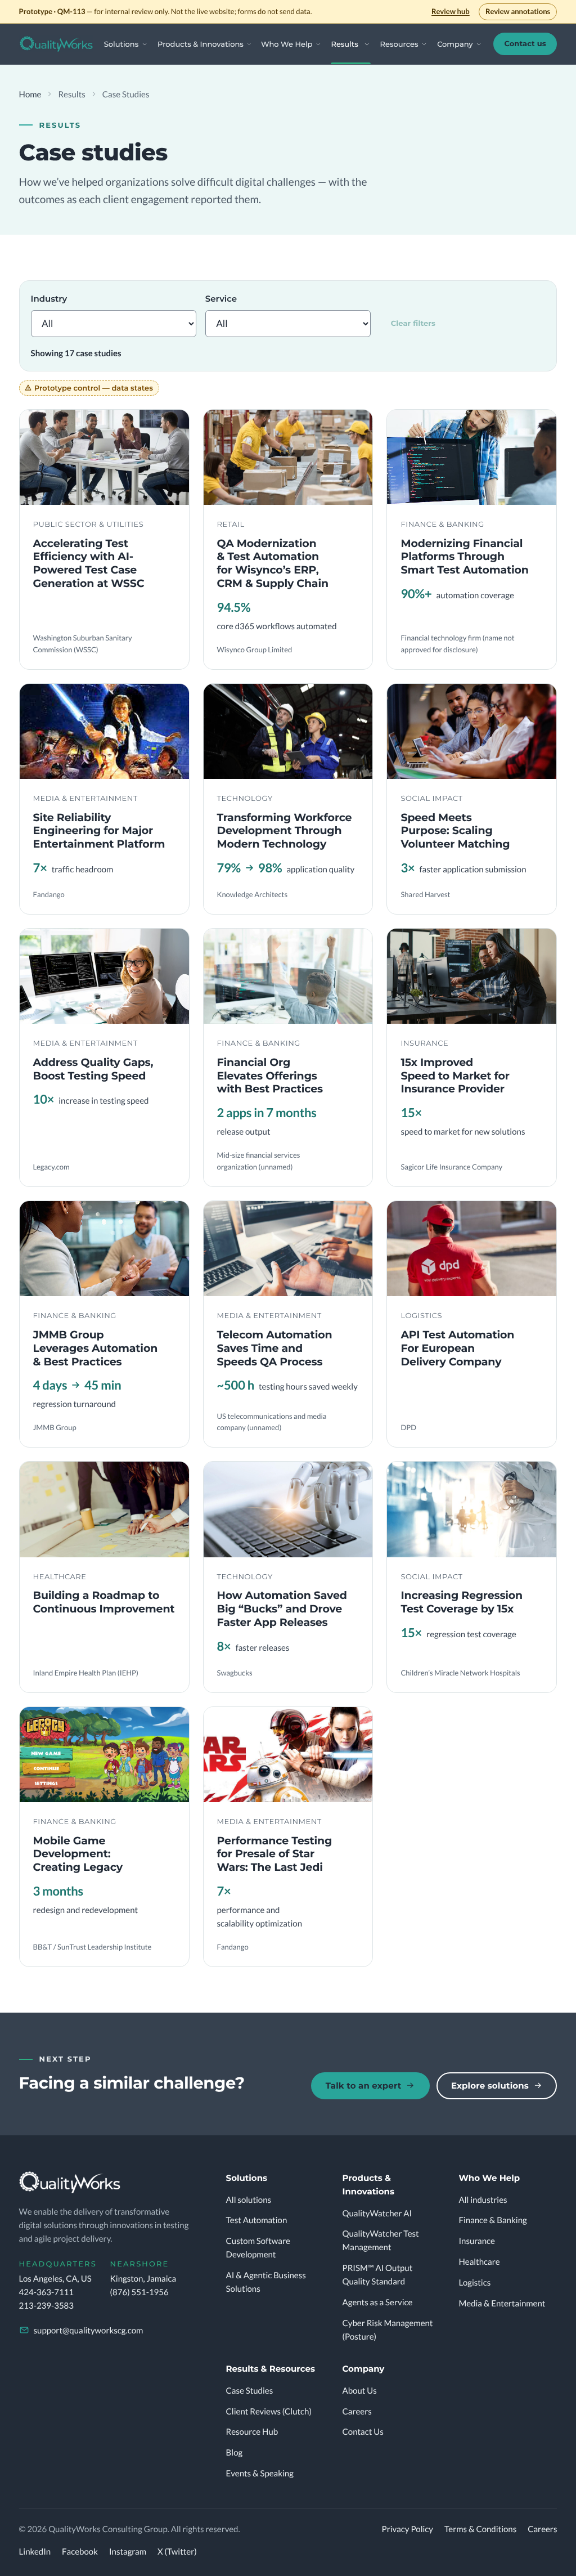 Prototype · QM-113 — for internal review only. Not the live website; forms do not send data.
Review hub
Review annotations
QualityWorks
Solutions
Products & Innovations
Who We Help
Results
Resources
Company
Contact us
Home
Results
Case Studies
RESULTS
Case studies
How we’ve helped organizations solve difficult digital challenges — with the
outcomes as each client engagement reported them.
Industry
Service
All
All
Clear filters
Showing 17 case studies
Prototype control — data states
PUBLIC SECTOR & UTILITIES
Accelerating Test
Efficiency with AI-
Powered Test Case
Generation at WSSC
Washington Suburban Sanitary
Commission (WSSC)
RETAIL
QA Modernization
& Test Automation
for Wisynco’s ERP,
CRM & Supply Chain
94.5%
core d365 workflows automated
Wisynco Group Limited
FINANCE & BANKING
Modernizing Financial
Platforms Through
Smart Test Automation
90%+ automation coverage
Financial technology firm (name not
approved for disclosure)
MEDIA & ENTERTAINMENT
Site Reliability
Engineering for Major
Entertainment Platform
7× traffic headroom
Fandango
TECHNOLOGY
Transforming Workforce
Development Through
Modern Technology
79% → 98% application quality
Knowledge Architects
SOCIAL IMPACT
Speed Meets
Purpose: Scaling
Volunteer Matching
3× faster application submission
Shared Harvest
MEDIA & ENTERTAINMENT
Address Quality Gaps,
Boost Testing Speed
10× increase in testing speed
Legacy.com
FINANCE & BANKING
Financial Org
Elevates Offerings
with Best Practices
2 apps in 7 months
release output
Mid-size financial services
organization (unnamed)
INSURANCE
15x Improved
Speed to Market for
Insurance Provider
15×
speed to market for new solutions
Sagicor Life Insurance Company
FINANCE & BANKING
JMMB Group
Leverages Automation
& Best Practices
4 days → 45 min
regression turnaround
JMMB Group
MEDIA & ENTERTAINMENT
Telecom Automation
Saves Time and
Speeds QA Process
~500 h testing hours saved weekly
US telecommunications and media
company (unnamed)
dpd
LOGISTICS
API Test Automation
For European
Delivery Company
DPD
HEALTHCARE
Building a Roadmap to
Continuous Improvement
Inland Empire Health Plan (IEHP)
TECHNOLOGY
How Automation Saved
Big “Bucks” and Drove
Faster App Releases
8× faster releases
Swagbucks
SOCIAL IMPACT
Increasing Regression
Test Coverage by 15x
15× regression test coverage
Children’s Miracle Network Hospitals
LEGACY
NEW GAME
CONTINUE
SETTINGS
FINANCE & BANKING
Mobile Game
Development:
Creating Legacy
3 months
redesign and redevelopment
BB&T / SunTrust Leadership Institute
MEDIA & ENTERTAINMENT
Performance Testing
for Presale of Star
Wars: The Last Jedi
7×
performance and
scalability optimization
Fandango
NEXT STEP
Facing a similar challenge?
Talk to an expert →
Explore solutions →
QualityWorks
We enable the delivery of transformative
digital solutions through innovations in testing
and agile project delivery.
HEADQUARTERS
Los Angeles, CA, US
424-363-7111
213-239-3583
NEARSHORE
Kingston, Jamaica
(876) 551-1956
support@qualityworkscg.com
Solutions
All solutions
Test Automation
Custom Software
Development
AI & Agentic Business
Solutions
Products &
Innovations
QualityWatcher AI
QualityWatcher Test
Management
PRISM™ AI Output
Quality Standard
Agents as a Service
Cyber Risk Management
(Posture)
Who We Help
All industries
Finance & Banking
Insurance
Healthcare
Logistics
Media & Entertainment
Results & Resources
Case Studies
Client Reviews (Clutch)
Resource Hub
Blog
Events & Speaking
Company
About Us
Careers
Contact Us
© 2026 QualityWorks Consulting Group. All rights reserved.
Privacy Policy
Terms & Conditions
Careers
LinkedIn
Facebook
Instagram
X (Twitter)